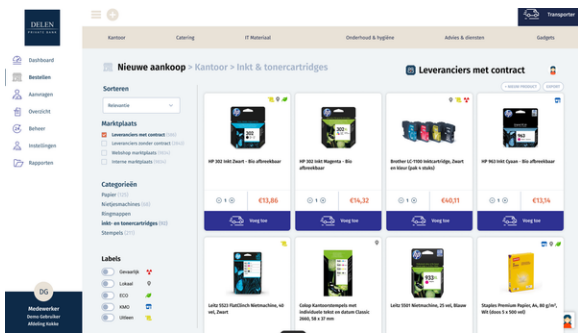 DELEN
PRIVATE BANK
Transporter
Kantoor
Catering
IT Materiaal
Onderhoud & hygiëne
Advies & diensten
Gadgets
Dashboard
Bestellen
Aanvragen
Overzicht
Beheer
Instellingen
Rapporten
Nieuwe aankoop > Kantoor > Inkt & tonercartridges
Leveranciers met contract
Sorteren
Relevantie
Marktplaats
Leveranciers met contract
Leveranciers zonder contract
Webshop marktplaats
Interne marktplaats
Categorieën
Papier
Nietjesmachines
Ringmappen
Inkt- en tonercartridges
Stempels
Labels
Gevaarlijk
Lokaal
ECO
KMO
Uitleen
HP 302 Inkt Zwart - Bio afbreekbaar
1
€13,86
Voeg toe
HP 302 Inkt Magenta - Bio
afbreekbaar
1
€14,32
Voeg toe
Brother LC-1100 Inktcartridge, Zwart
en kleur (pak 4 stuks)
1
€40,11
Voeg toe
HP 963 Inkt Cyaan - Bio afbreekbaar
1
€13,14
Voeg toe
Leitz 5523 FlatClinch Nietmachine, 40
vel, Zwart
Colop Kantoorstempels met
individuele tekst en datum Classic
2660, 58 x 37 mm
Leitz 5501 Nietmachine, 25 vel, Blauw
Staples Premium Papier, A4, 80 g/m²,
Wit (doos 5 x 500 vel)
DG
Medewerker
Demo Gebruiker
Afdeling Kokke